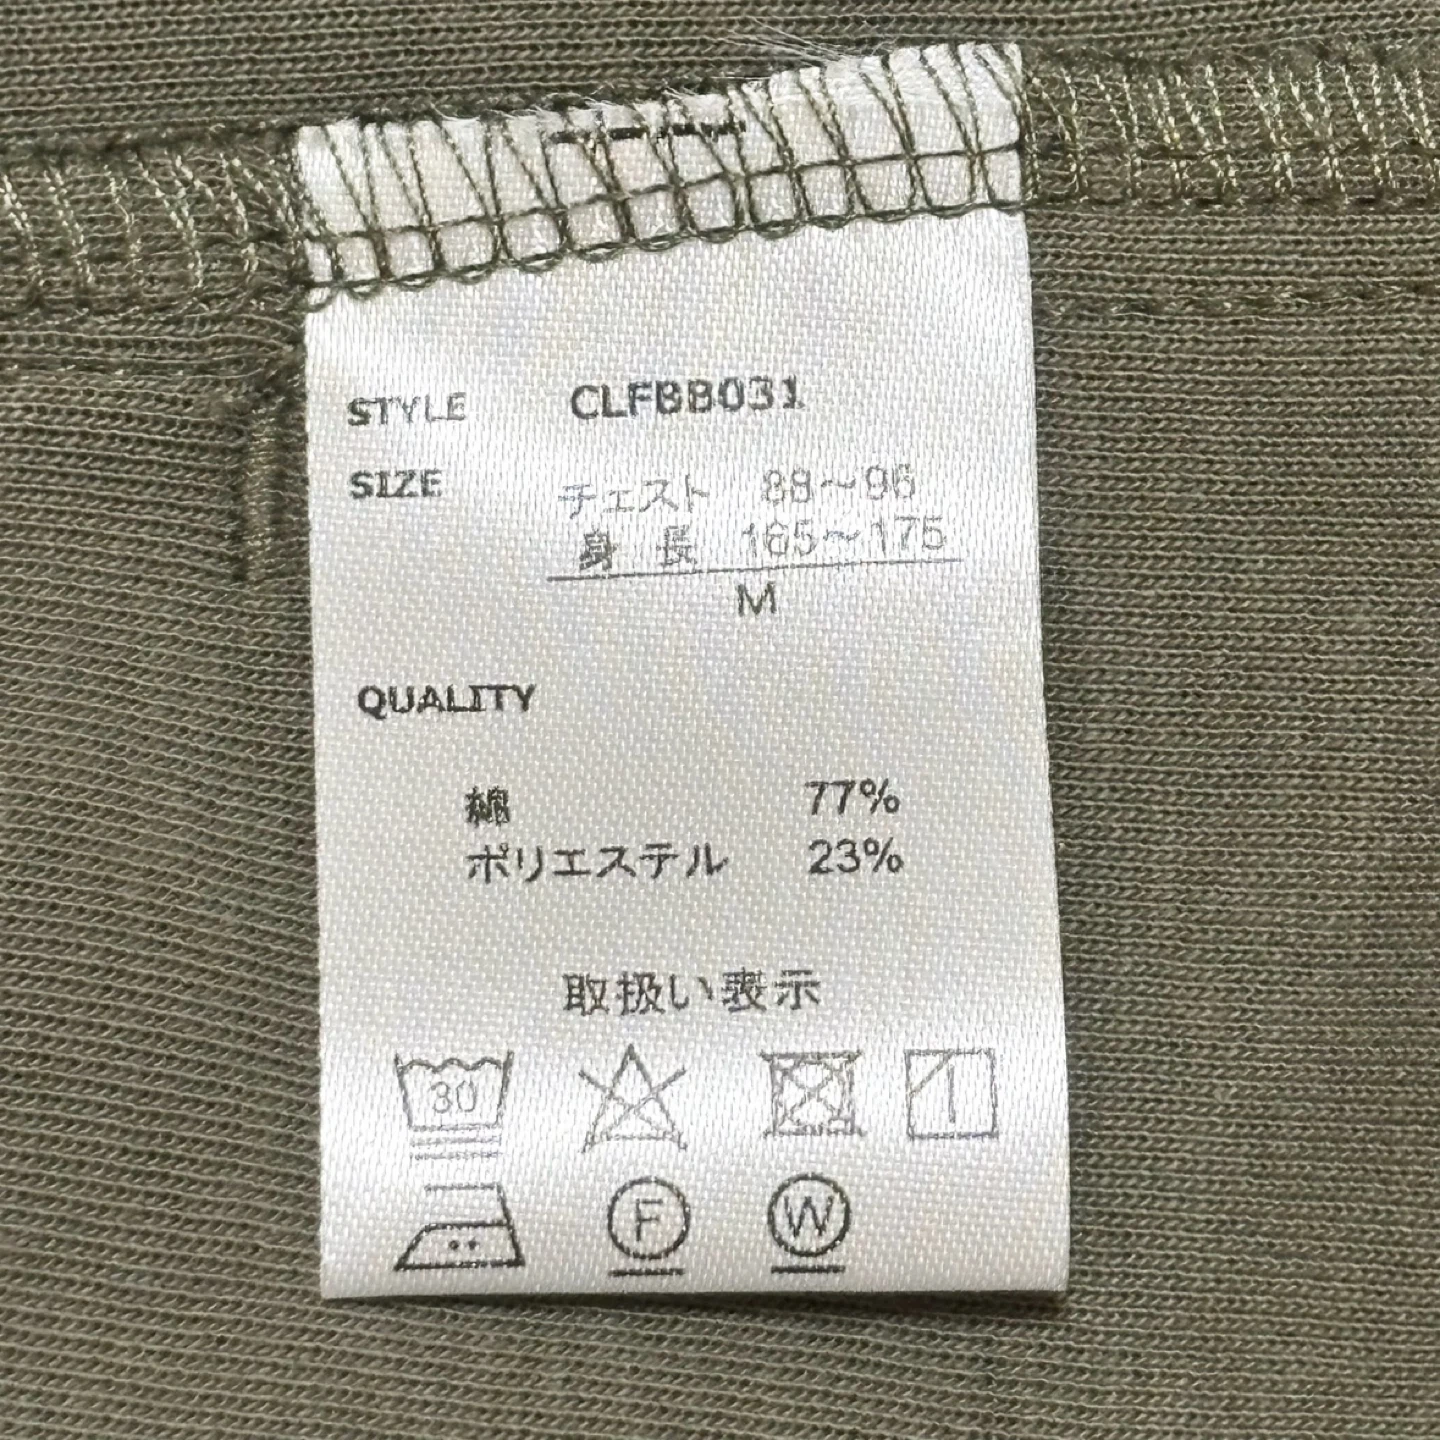 STYLE CLFBB031
SIZE チェスト 88～96
身長 165～175
M
QUALITY
綿 77%
ポリエステル 23%
取扱い表示
30
F W